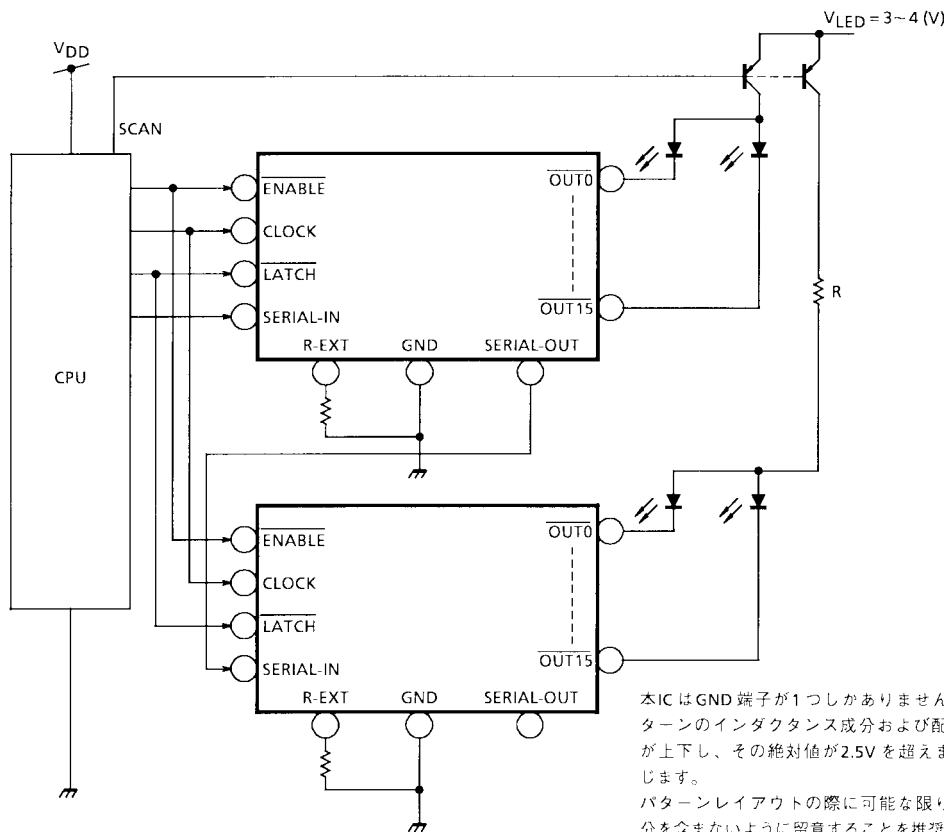 VLED = 3~4 (V)
VDD
SCAN
CPU
ENABLE
CLOCK
LATCH
SERIAL-IN
R-EXT
GND
SERIAL-OUT
OUT0
OUT15
R
ENABLE
CLOCK
LATCH
SERIAL-IN
R-EXT
GND
SERIAL-OUT
OUT0
OUT15
本ICはGND 端子が1つしかありません
ターンのインダクタンス成分および配
が上下し、その絶対値が2.5V を超えま
じます。
パターンレイアウトの際に可能な限り
分を含まないように留意することを推奨